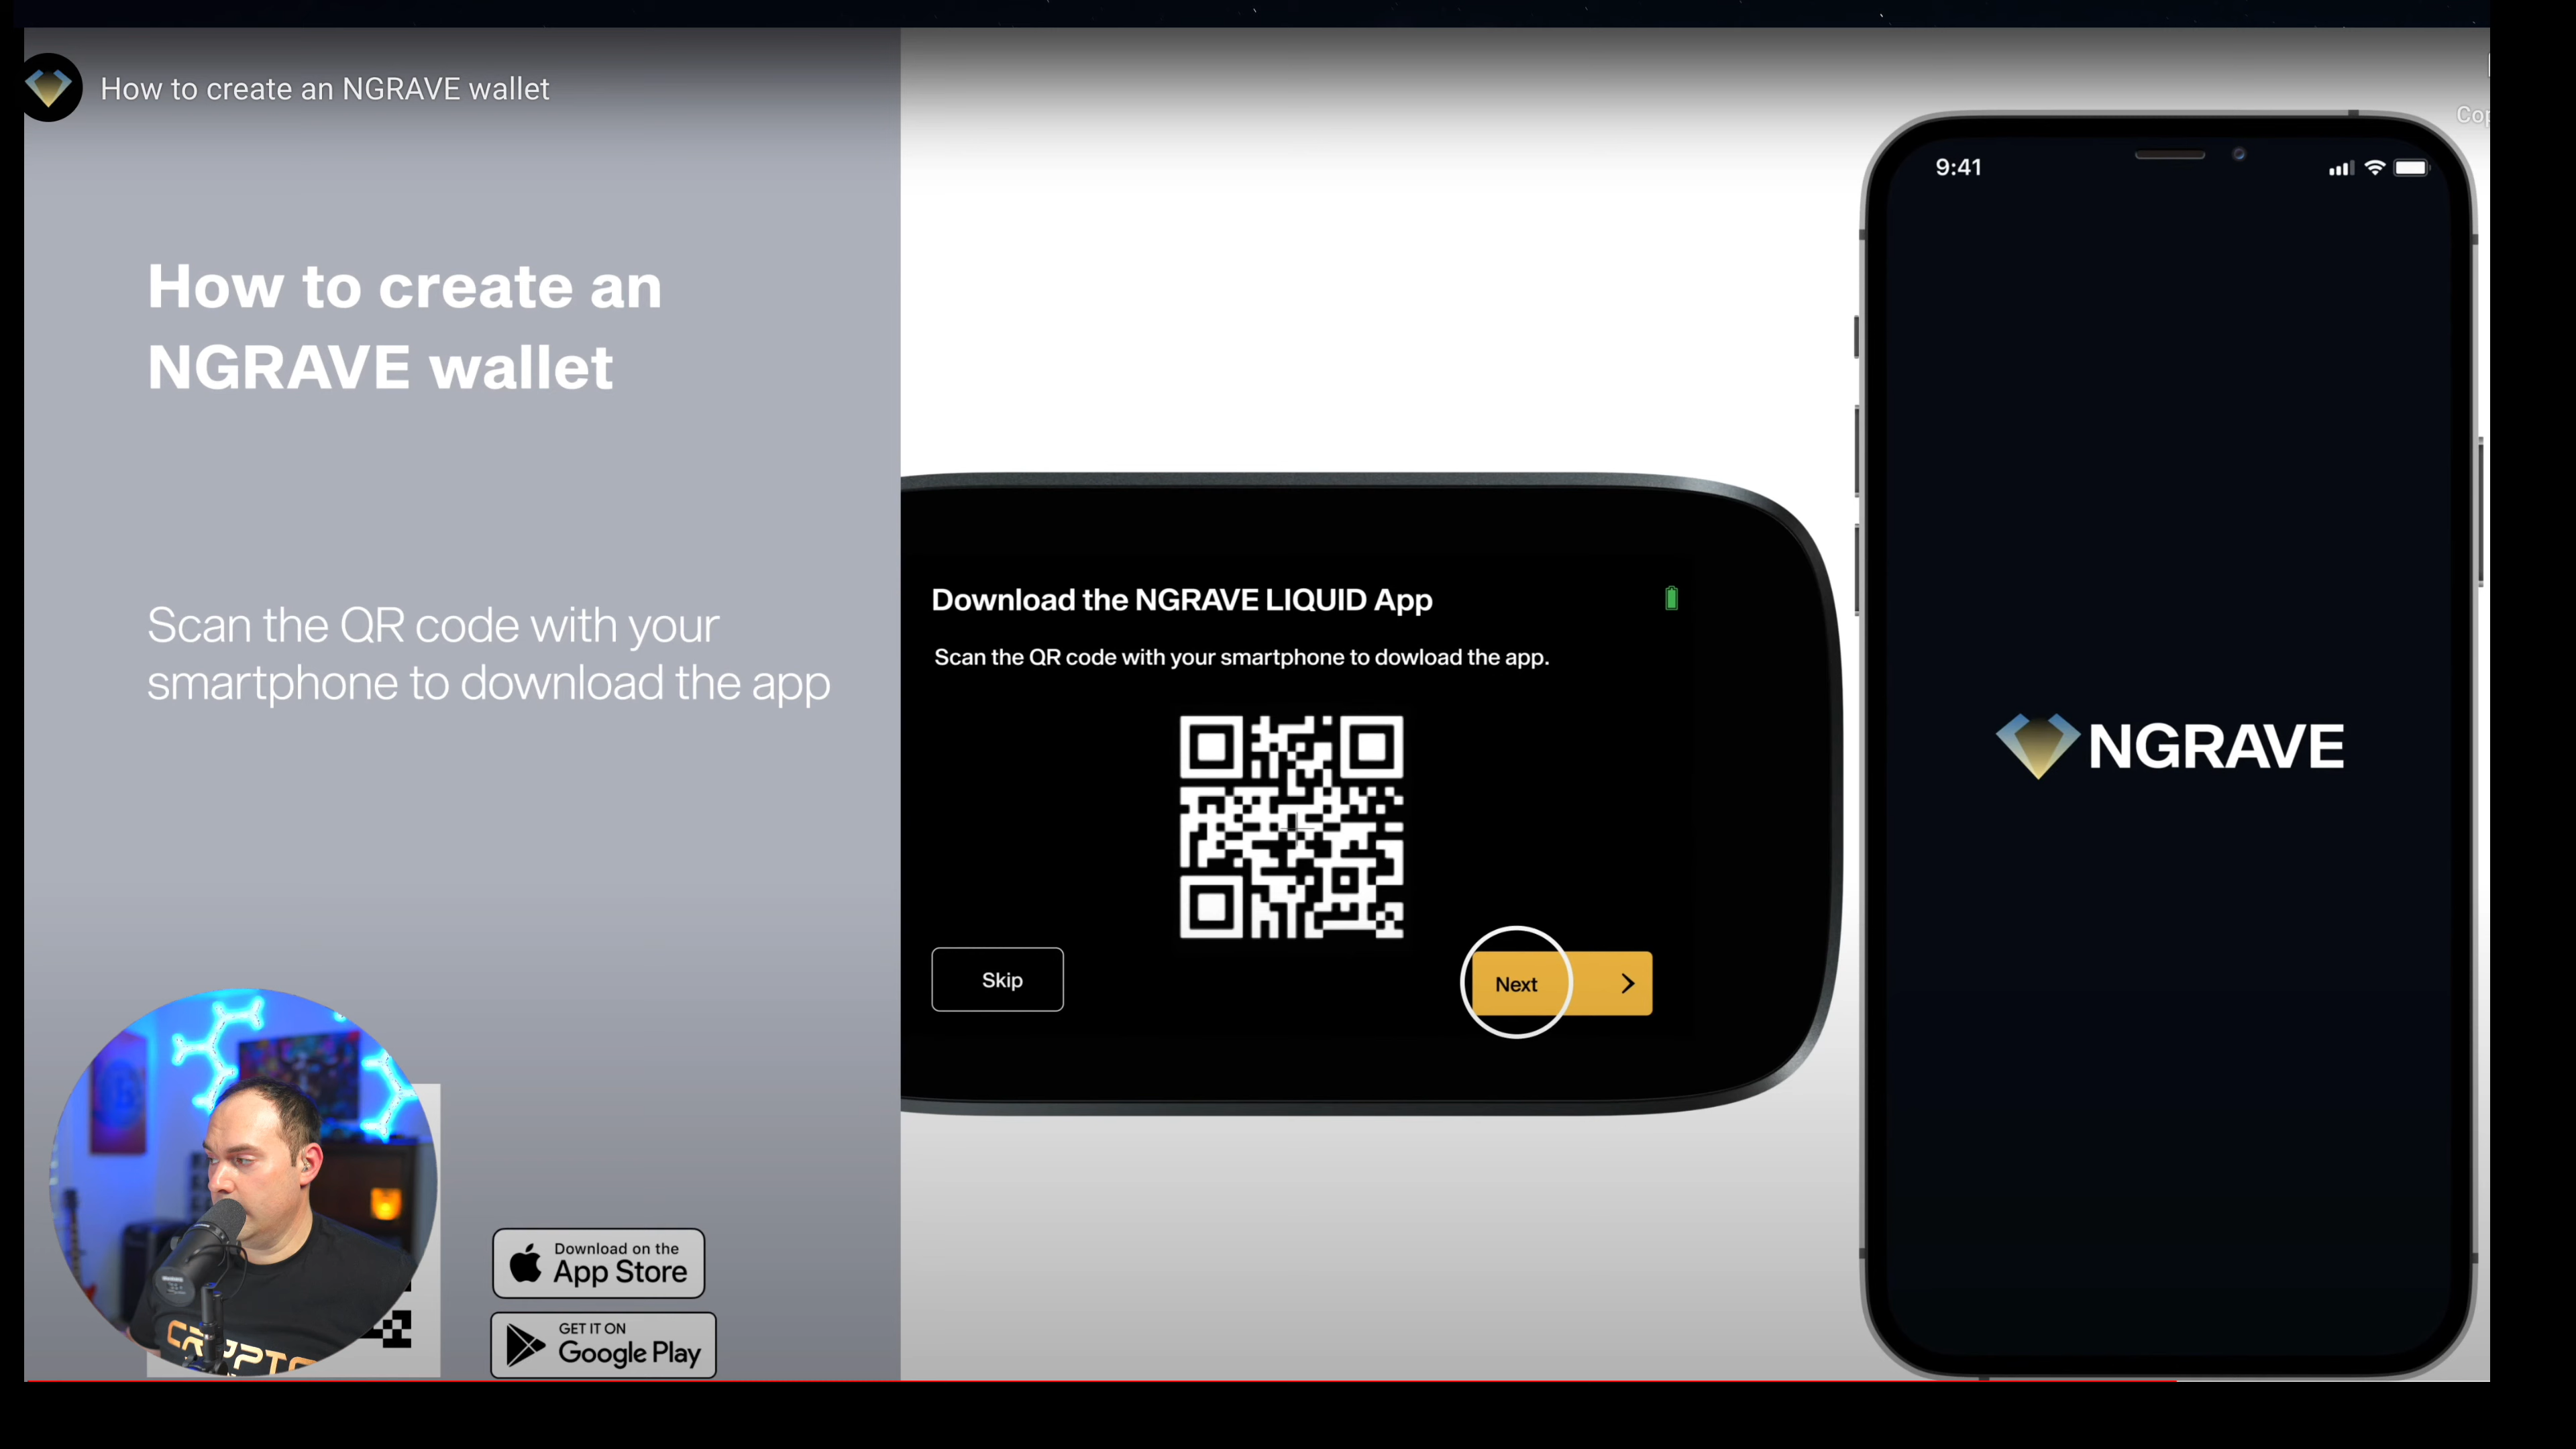 How to create an NGRAVE wallet
How to create an
NGRAVE wallet
Scan the QR code with your
smartphone to download the app
Download on the
App Store
GET IT ON
Google Play
Download the NGRAVE LIQUID App
Scan the QR code with your smartphone to dowload the app.
Skip
Next
9:41
NGRAVE